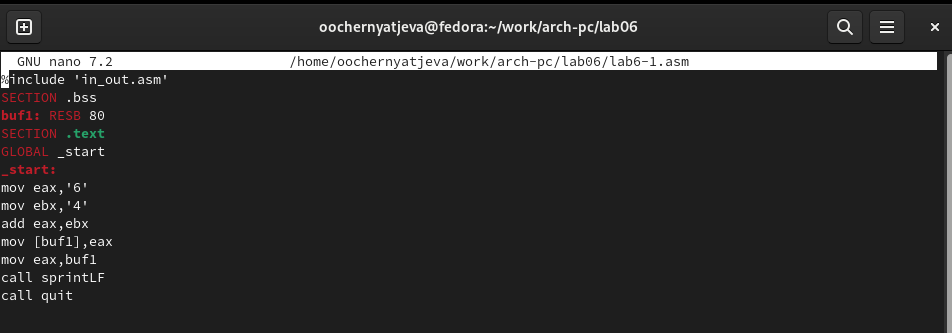 oochernyatjeva@fedora:~/work/arch-pc/lab06
GNU nano 7.2 /home/oochernyatjeva/work/arch-pc/lab06/lab6-1.asm
%include 'in_out.asm'
SECTION .bss
buf1: RESB 80
SECTION .text
GLOBAL _start
_start:
mov eax,'6'
mov ebx,'4'
add eax,ebx
mov [buf1],eax
mov eax,buf1
call sprintLF
call quit